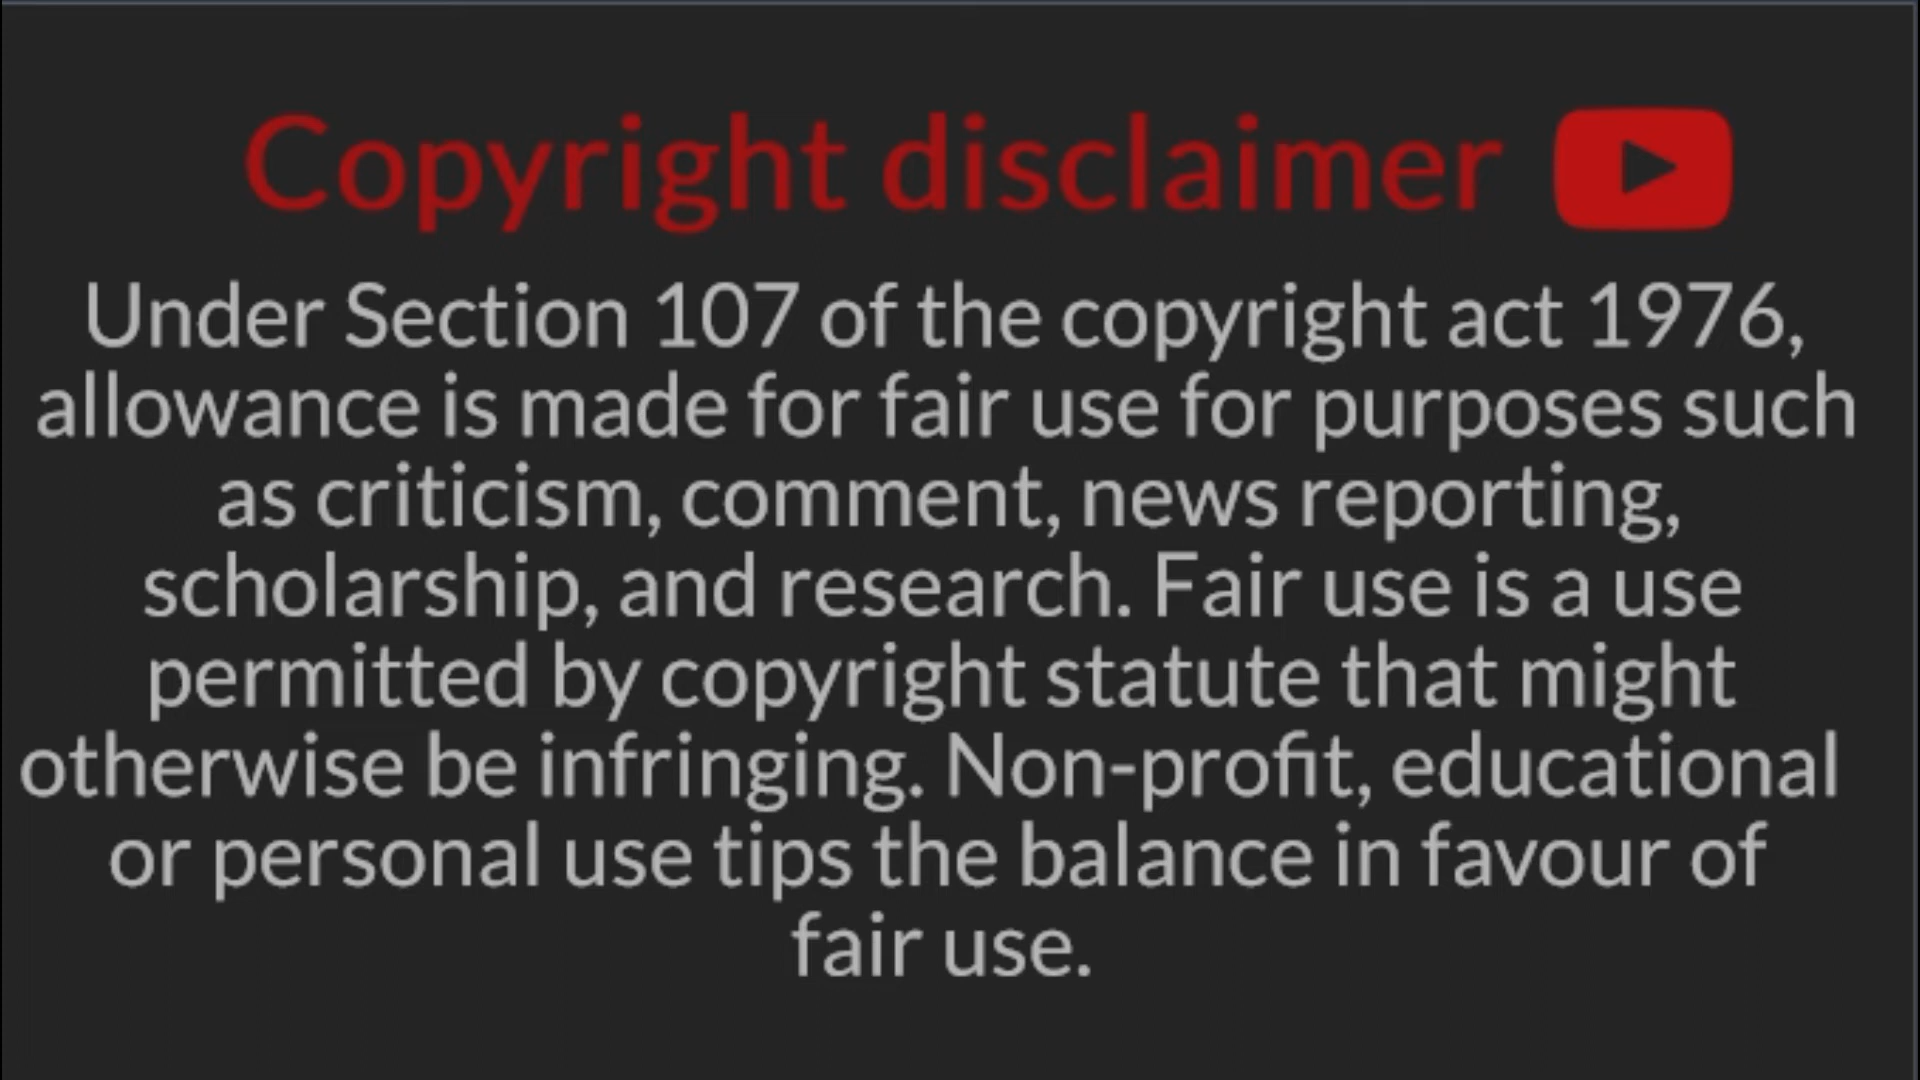 Copyright disclaimer
Under Section 107 of the copyright act 1976,
allowance is made for fair use for purposes such
as criticism, comment, news reporting,
scholarship, and research. Fair use is a use
permitted by copyright statute that might
otherwise be infringing. Non-profit, educational
or personal use tips the balance in favour of
fair use.